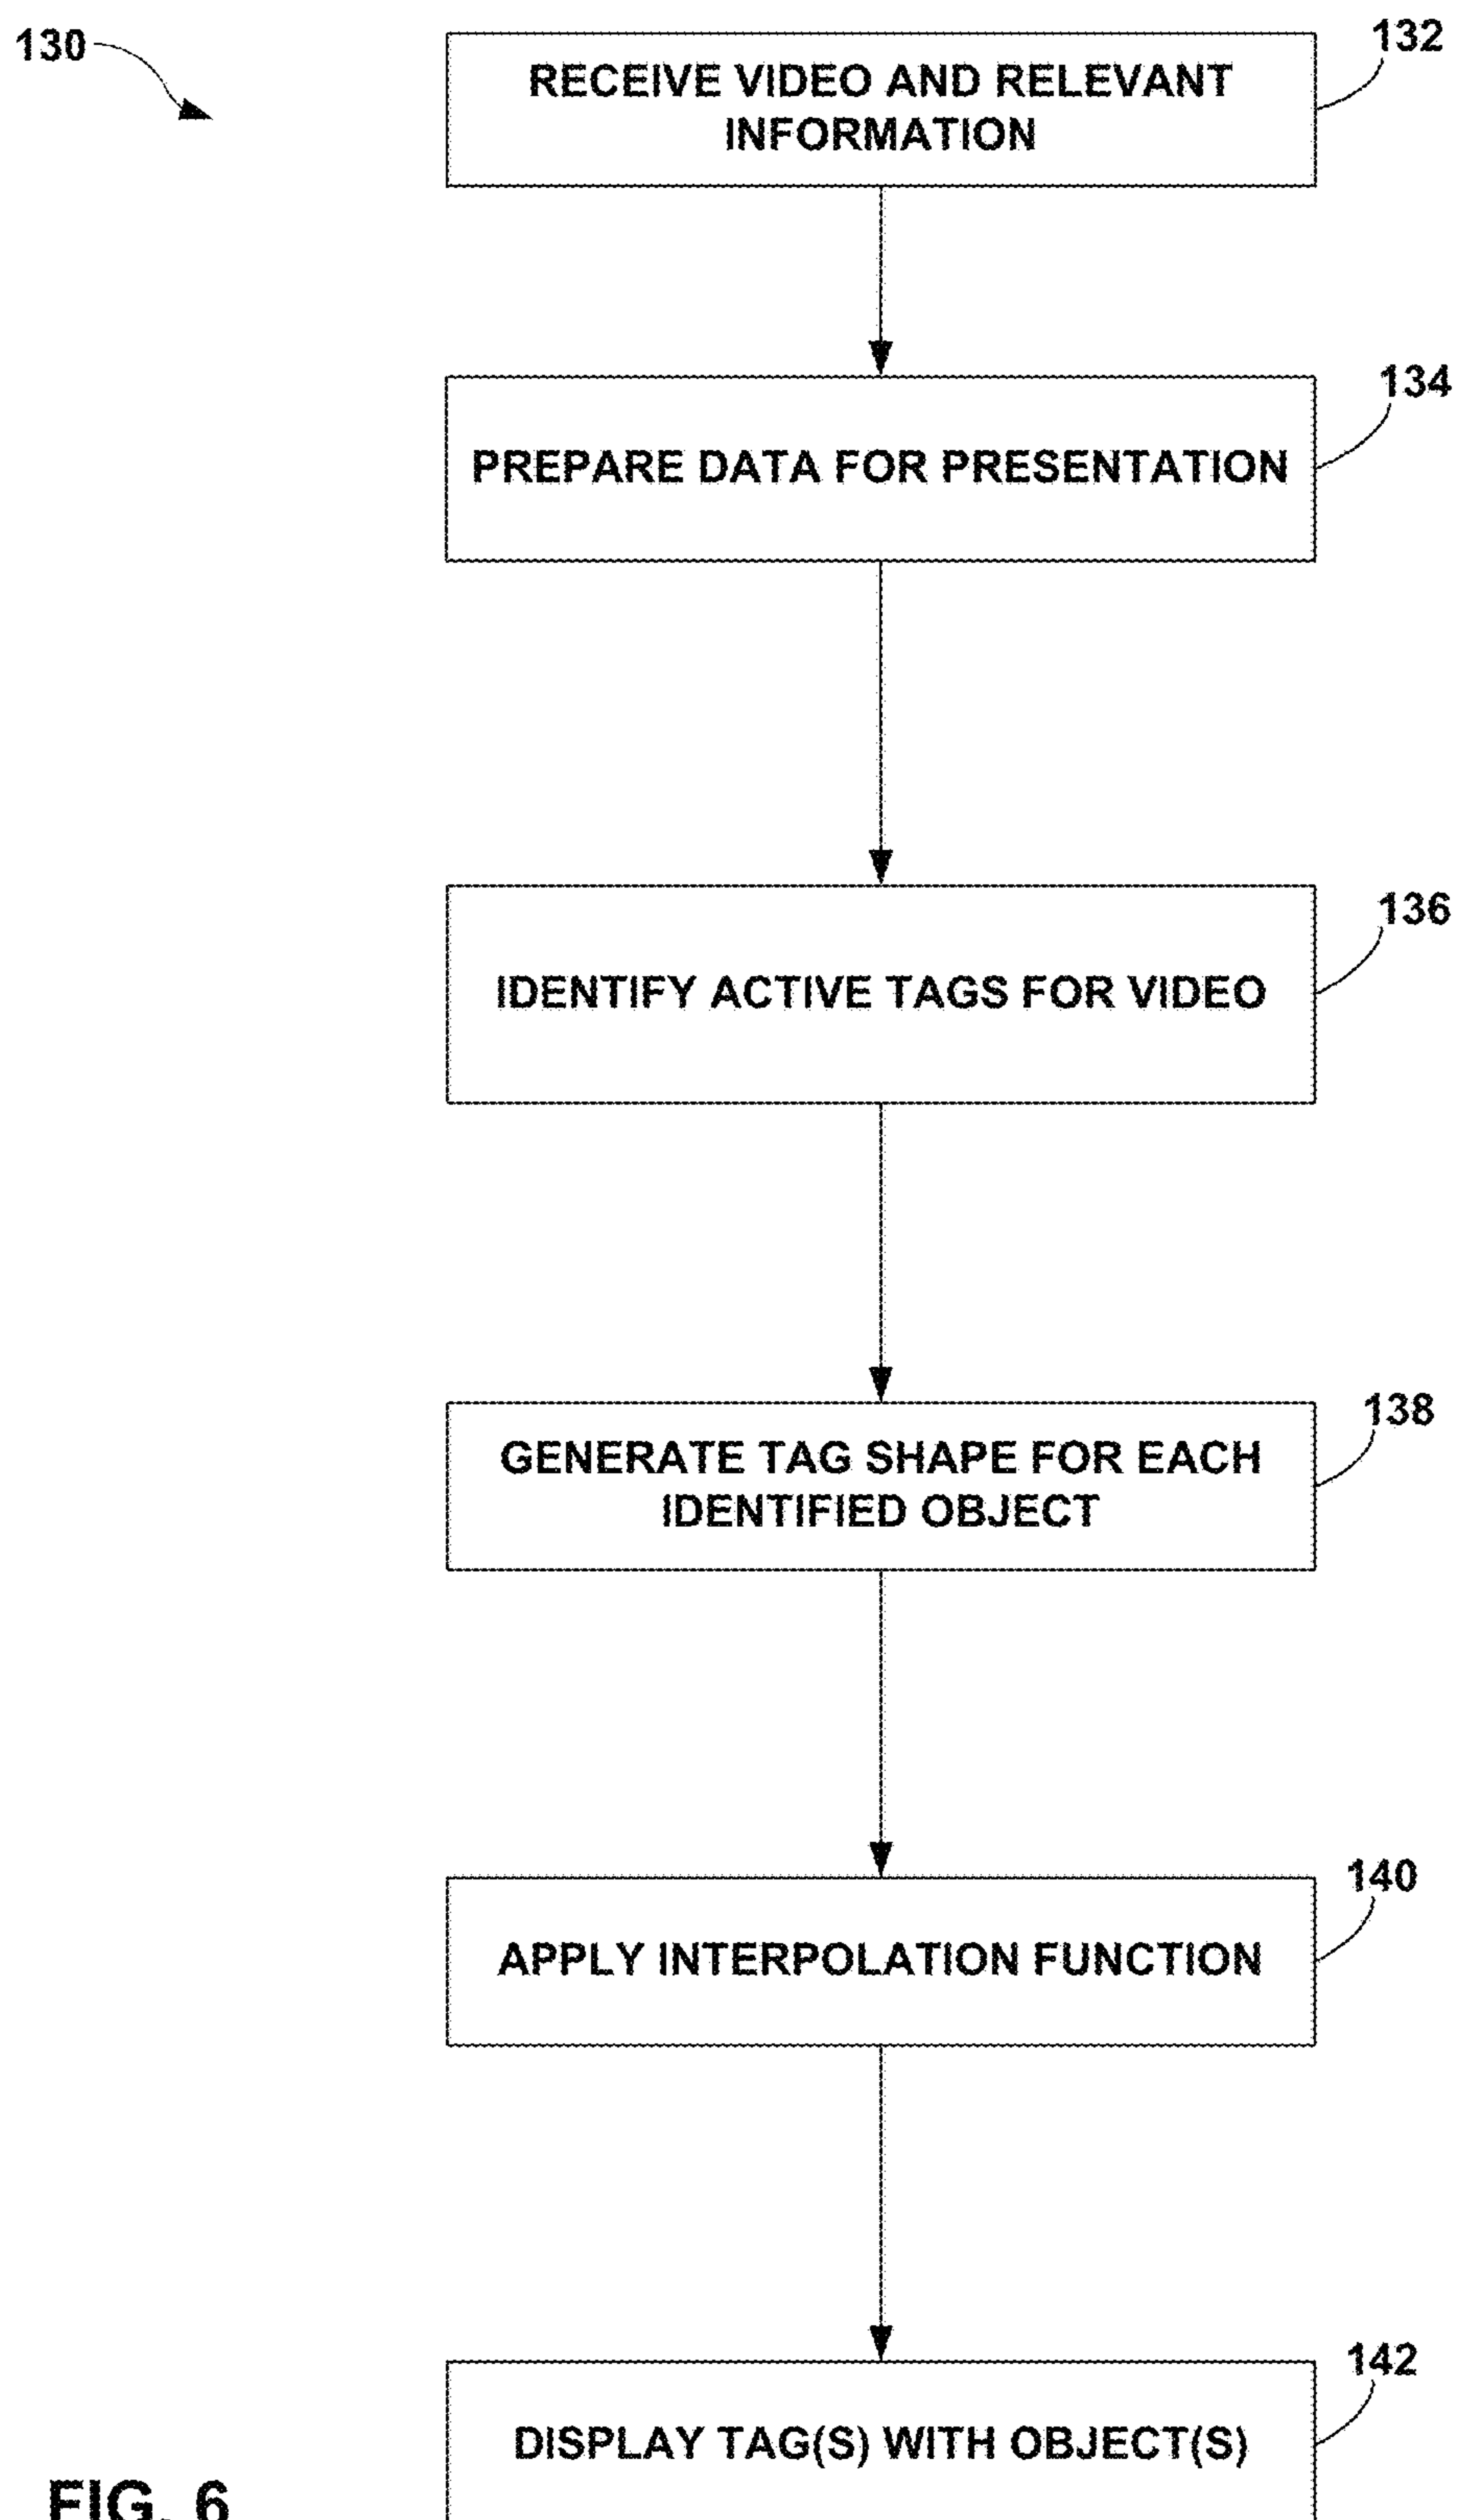 130
132
RECEIVE VIDEO AND RELEVANT
INFORMATION
134
PREPARE DATA FOR PRESENTATION
136
IDENTIFY ACTIVE TAGS FOR VIDEO
138
GENERATE TAG SHAPE FOR EACH
IDENTIFIED OBJECT
140
APPLY INTERPOLATION FUNCTION
142
DISPLAY TAG(S) WITH OBJECT(S)
FIG. 6